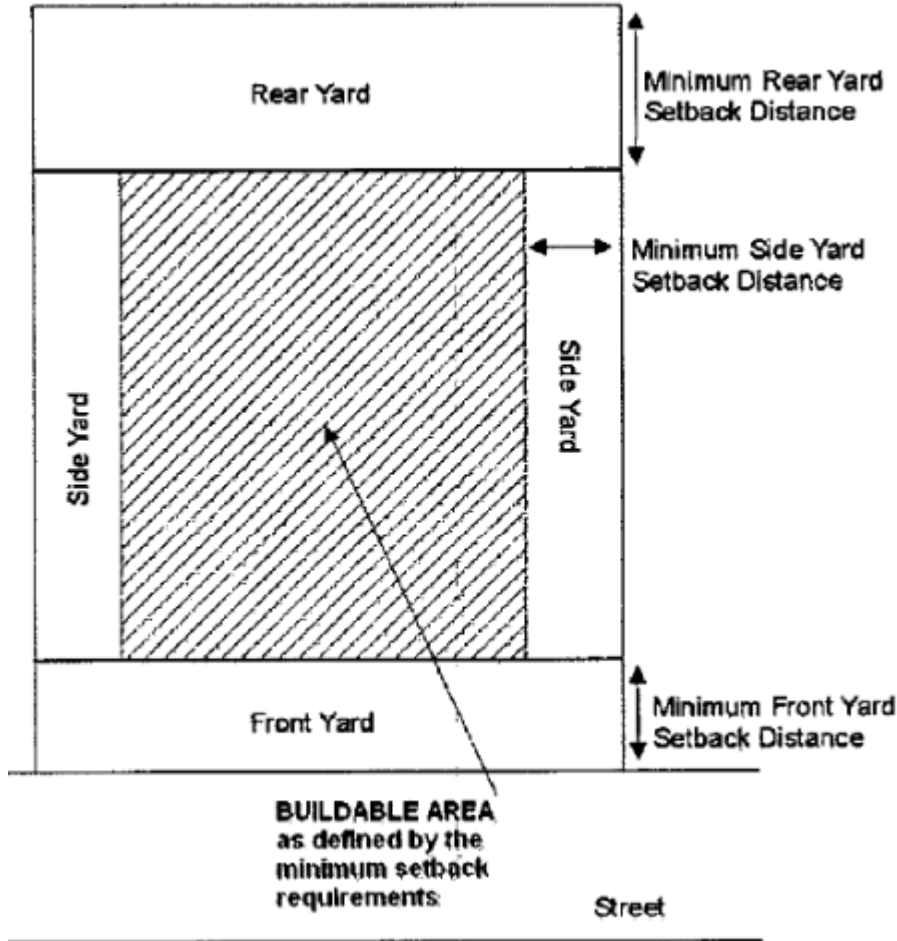 Rear Yard
Minimum Rear Yard
Setback Distance
Minimum Side Yard
Setback Distance
Side Yard
Side Yard
Front Yard
Minimum Front Yard
Setback Distance
BUILDABLE AREA
as defined by the
minimum setback
requirements
Street